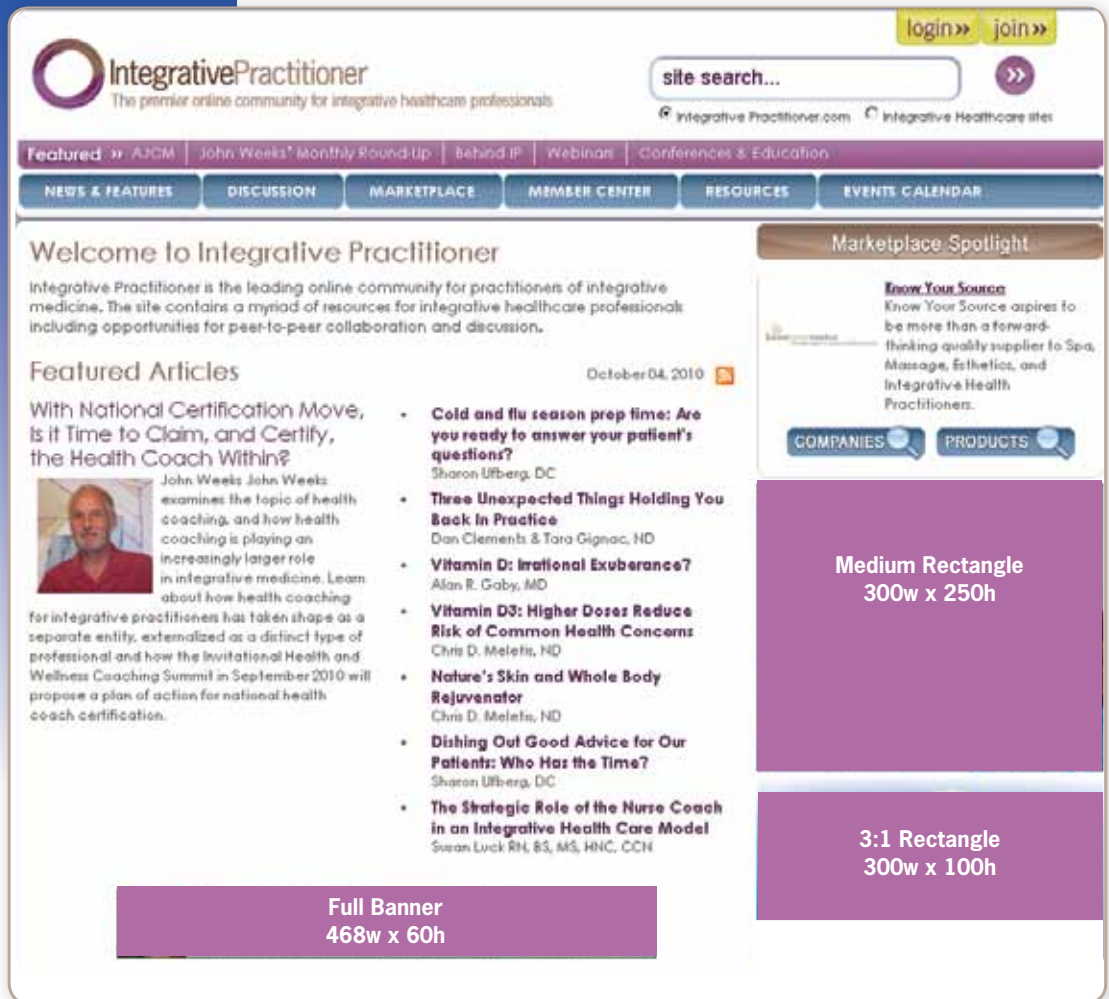 login»  join»
IntegrativePractitioner
The premier online community for integrative healthcare professionals
site search...
»
Integrative Practitioner.com  Integrative Healthcare sites
Featured » AJCM | John Weeks' Monthly Round-Up | Behind IP | Webinars | Conferences & Education
NEWS & FEATURES  DISCUSSION  MARKETPLACE  MEMBER CENTER  RESOURCES  EVENTS CALENDAR
Welcome to Integrative Practitioner
Integrative Practitioner is the leading online community for practitioners of integrative
medicine. The site contains a myriad of resources for integrative healthcare professionals
including opportunities for peer-to-peer collaboration and discussion.
Featured Articles
October 04, 2010
With National Certification Move,
Is it Time to Claim, and Certify,
the Health Coach Within?
John Weeks John Weeks
examines the topic of health
coaching, and how health
coaching is playing an
increasingly larger role
in integrative medicine. Learn
about how health coaching
for integrative practitioners has taken shape as a
separate entity, externalized as a distinct type of
professional and how the Invitational Health and
Wellness Coaching Summit in September 2010 will
propose a plan of action for national health
coach certification.
• Cold and flu season prep time: Are
you ready to answer your patient's
questions?
Sharon Ufberg, DC
• Three Unexpected Things Holding You
Back In Practice
Dan Clements & Tara Gignac, ND
• Vitamin D: Irrational Exuberance?
Alan R. Gaby, MD
• Vitamin D3: Higher Doses Reduce
Risk of Common Health Concerns
Chris D. Meletis, ND
• Nature's Skin and Whole Body
Rejuvenator
Chris D. Meletis, ND
• Dishing Out Good Advice for Our
Patients: Who Has the Time?
Sharon Ufberg, DC
• The Strategic Role of the Nurse Coach
in an Integrative Health Care Model
Susan Luck RN, BS, MS, HNC, CCN
Marketplace Spotlight
Know Your Source
Know Your Source aspires to
be more than a forward-
thinking quality supplier to Spa,
Massage, Esthetics, and
Integrative Health
Practitioners.
COMPANIES  PRODUCTS
Medium Rectangle
300w x 250h
3:1 Rectangle
300w x 100h
Full Banner
468w x 60h